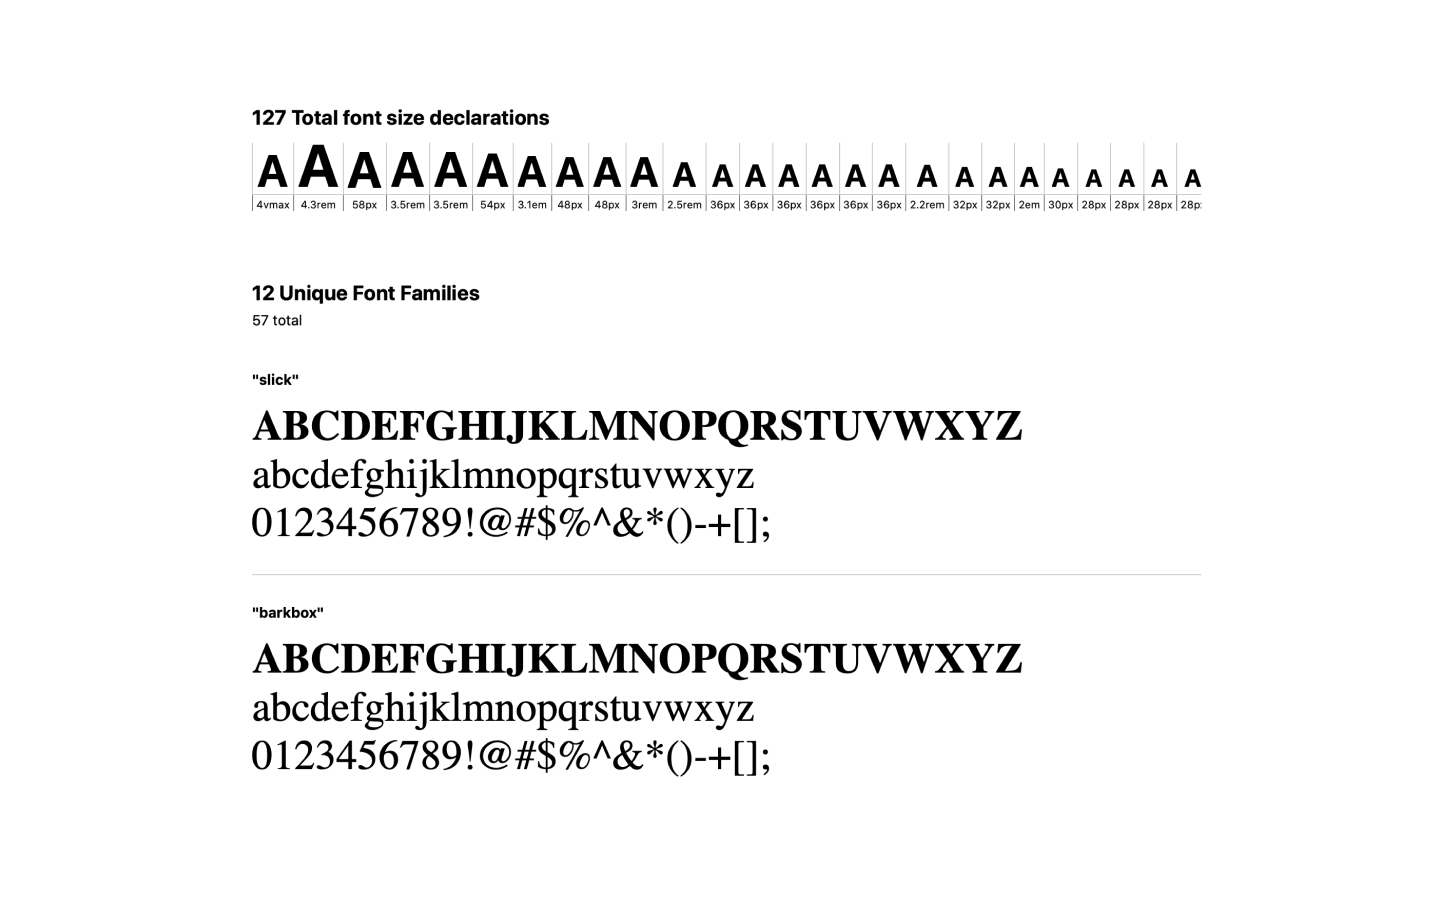 127 Total font size declarations
A A A A A A A A A A A A A A A A A A A A A A A A A A
4vmax 4.3rem 58px 3.5rem 3.5rem 54px 3.1em 48px 48px 3rem 2.5rem 36px 36px 36px 36px 36px 36px 2.2rem 32px 32px 2em 30px 28px 28px 28px 28p
12 Unique Font Families
57 total
"slick"
ABCDEFGHIJKLMNOPQRSTUVWXYZ
abcdefghijklmnopqrstuvwxyz
0123456789!@#$%^&*()-+[];
"barkbox"
ABCDEFGHIJKLMNOPQRSTUVWXYZ
abcdefghijklmnopqrstuvwxyz
0123456789!@#$%^&*()-+[];